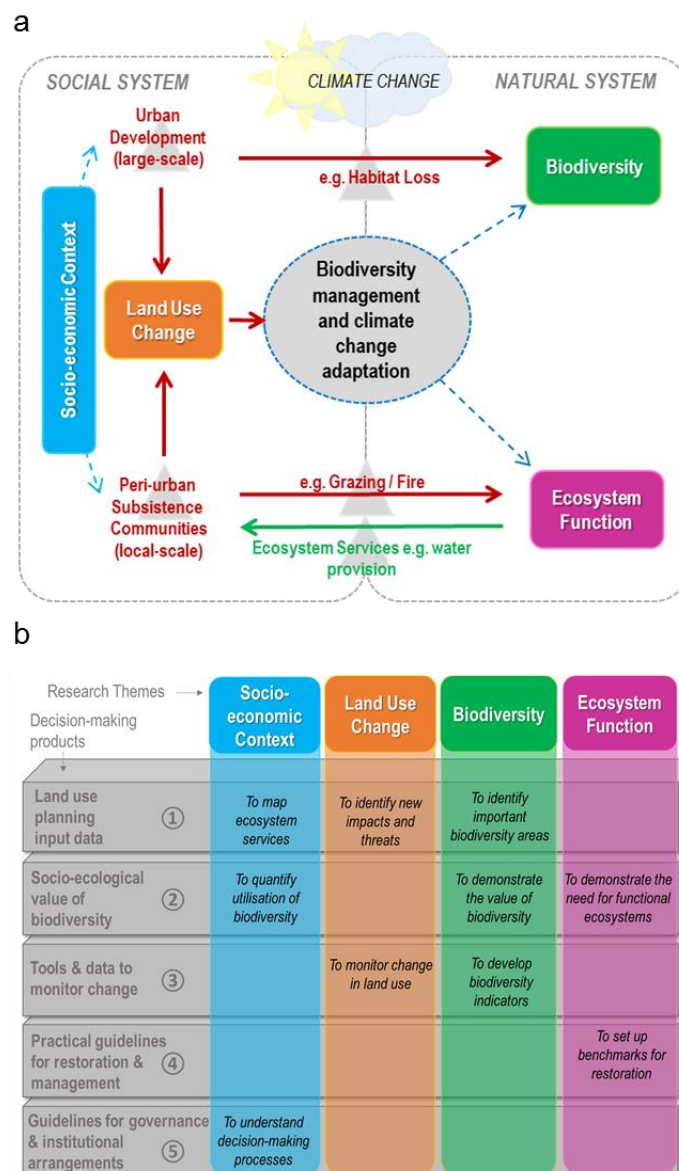 a
SOCIAL SYSTEM
CLIMATE CHANGE
NATURAL SYSTEM
Urban
Development
(large-scale)
e.g. Habitat Loss
Biodiversity
Socio-economic Context
Land Use
Change
Biodiversity
management
and climate
change
adaptation
Peri-urban
Subsistence
Communities
(local-scale)
e.g. Grazing / Fire
Ecosystem Services e.g. water
provision
Ecosystem
Function
b
Research Themes
Decision-making
products
Socio-
economic
Context
Land Use
Change
Biodiversity
Ecosystem
Function
Land use
planning
input data
①
To map
ecosystem
services
To identify new
impacts and
threats
To identify
important
biodiversity areas
Socio-ecological
value of
biodiversity
②
To quantify
utilisation of
biodiversity
To demonstrate
the value of
biodiversity
To demonstrate the
need for functional
ecosystems
Tools & data to
monitor change
③
To monitor change
in land use
To develop
biodiversity
indicators
Practical guidelines
for restoration &
management
④
To set up
benchmarks for
restoration
Guidelines for governance
& institutional
arrangements
⑤
To understand
decision-making
processes